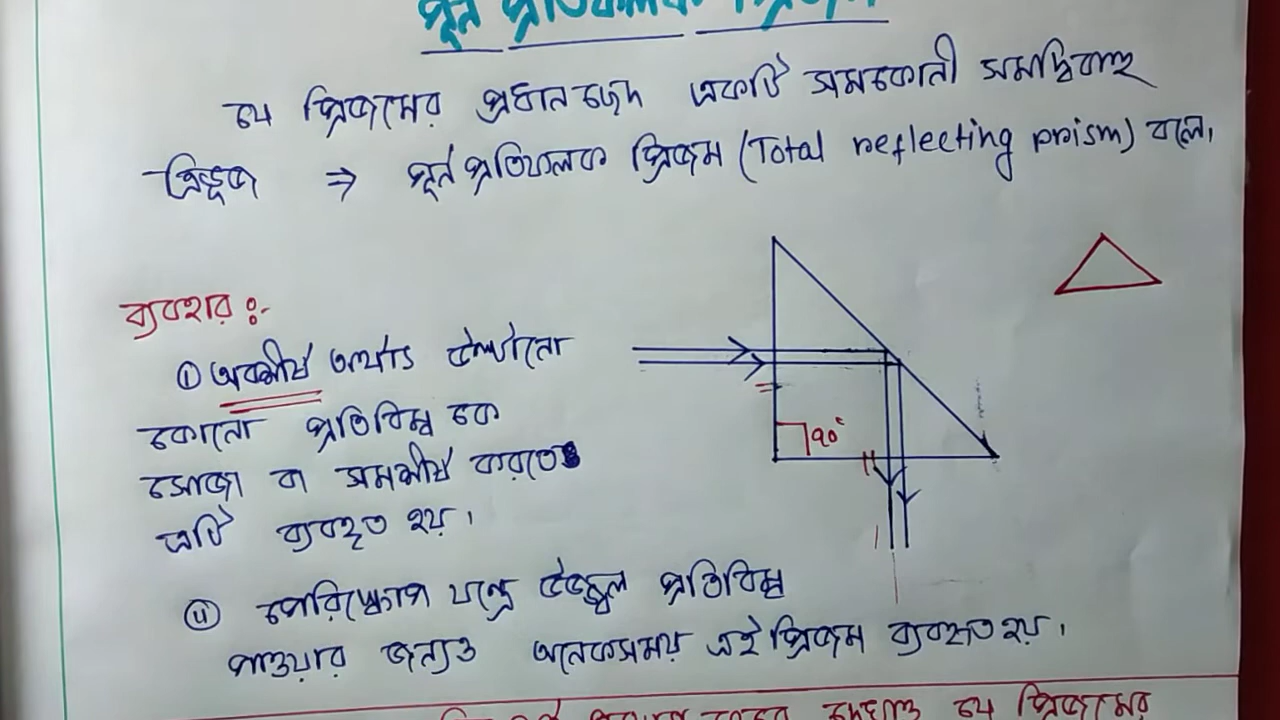 পূর্ণ প্রতিফলক প্রিজম
যে প্রিজমের প্রধানছেদ একটি সমকোনী সমদ্বিবাহু
ত্রিভুজ ⇒ পূর্ণ প্রতিফলক প্রিজম (Total reflecting prism) বলে।
ব্যবহার :-
① অবশীর্ষ অর্থাৎ উল্টানো
কোনো প্রতিবিম্ব কে
সোজা বা সমশীর্ষ করতে
এটি ব্যবহৃত হয়।
90°
② পেরিস্কোপ যন্ত্রে উজ্জ্বল প্রতিবিম্ব
পাওয়ার জন্যও অনেকসময় এই প্রিজম ব্যবহৃত হয়।
যে প্রিজমের